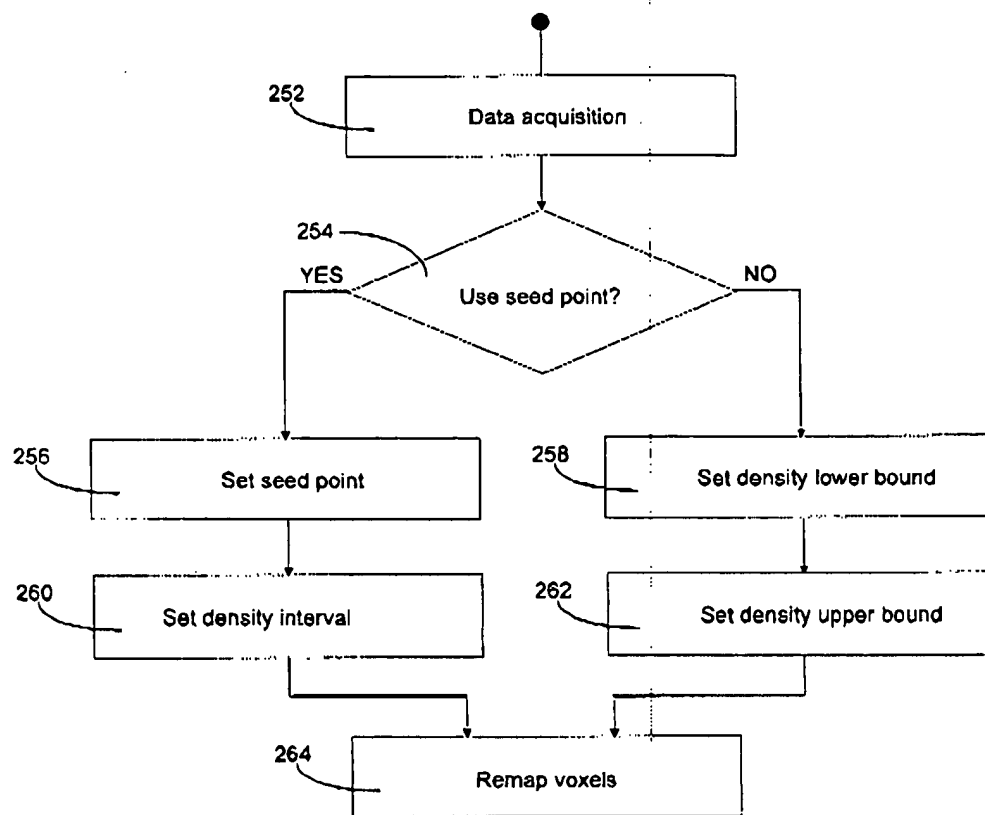 252
Data acquisition
254
YES
NO
Use seed point?
256
Set seed point
258
Set density lower bound
260
Set density interval
262
Set density upper bound
264
Remap voxels